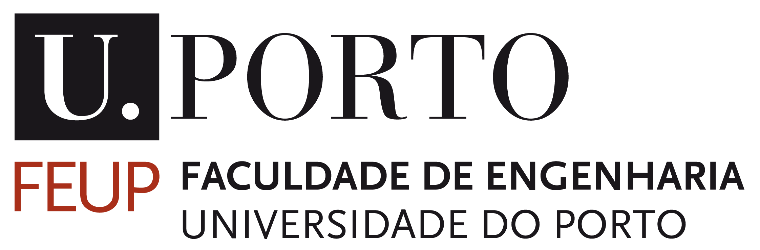 U. PORTO
FEUP FACULDADE DE ENGENHARIA
UNIVERSIDADE DO PORTO